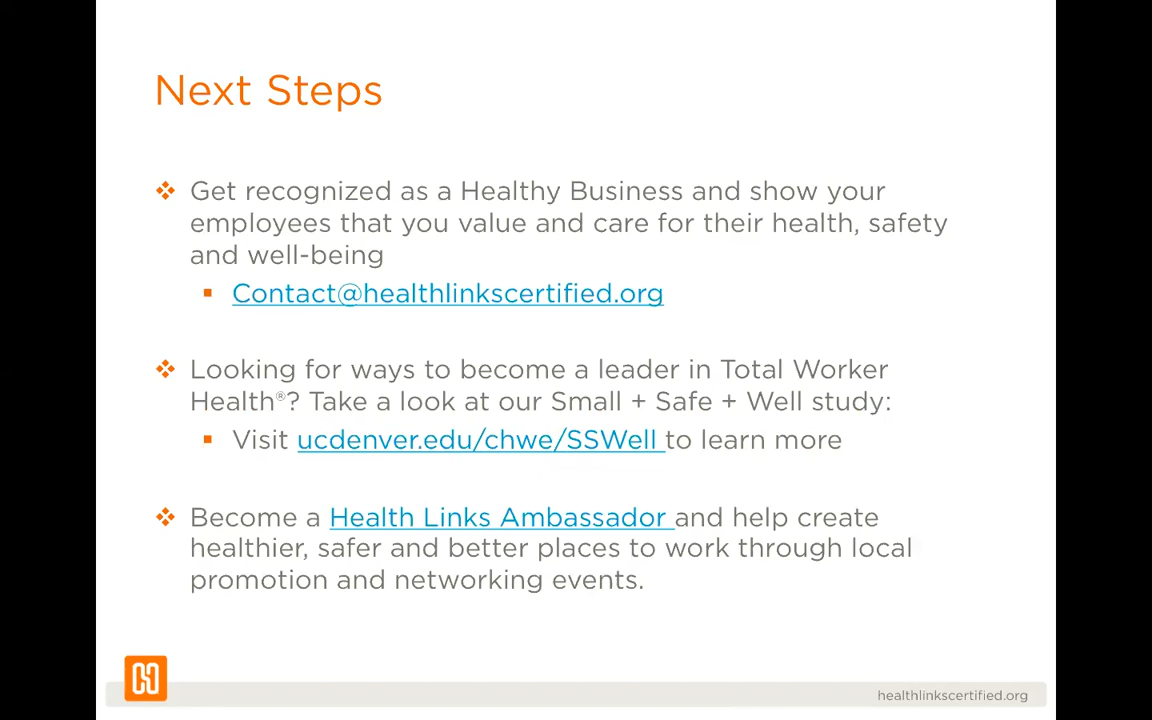 Next Steps
Get recognized as a Healthy Business and show your
employees that you value and care for their health, safety
and well-being
Contact@healthlinkscertified.org
Looking for ways to become a leader in Total Worker
Health®? Take a look at our Small + Safe + Well study:
Visit ucdenver.edu/chwe/SSWell to learn more
Become a Health Links Ambassador and help create
healthier, safer and better places to work through local
promotion and networking events.
healthlinkscertified.org